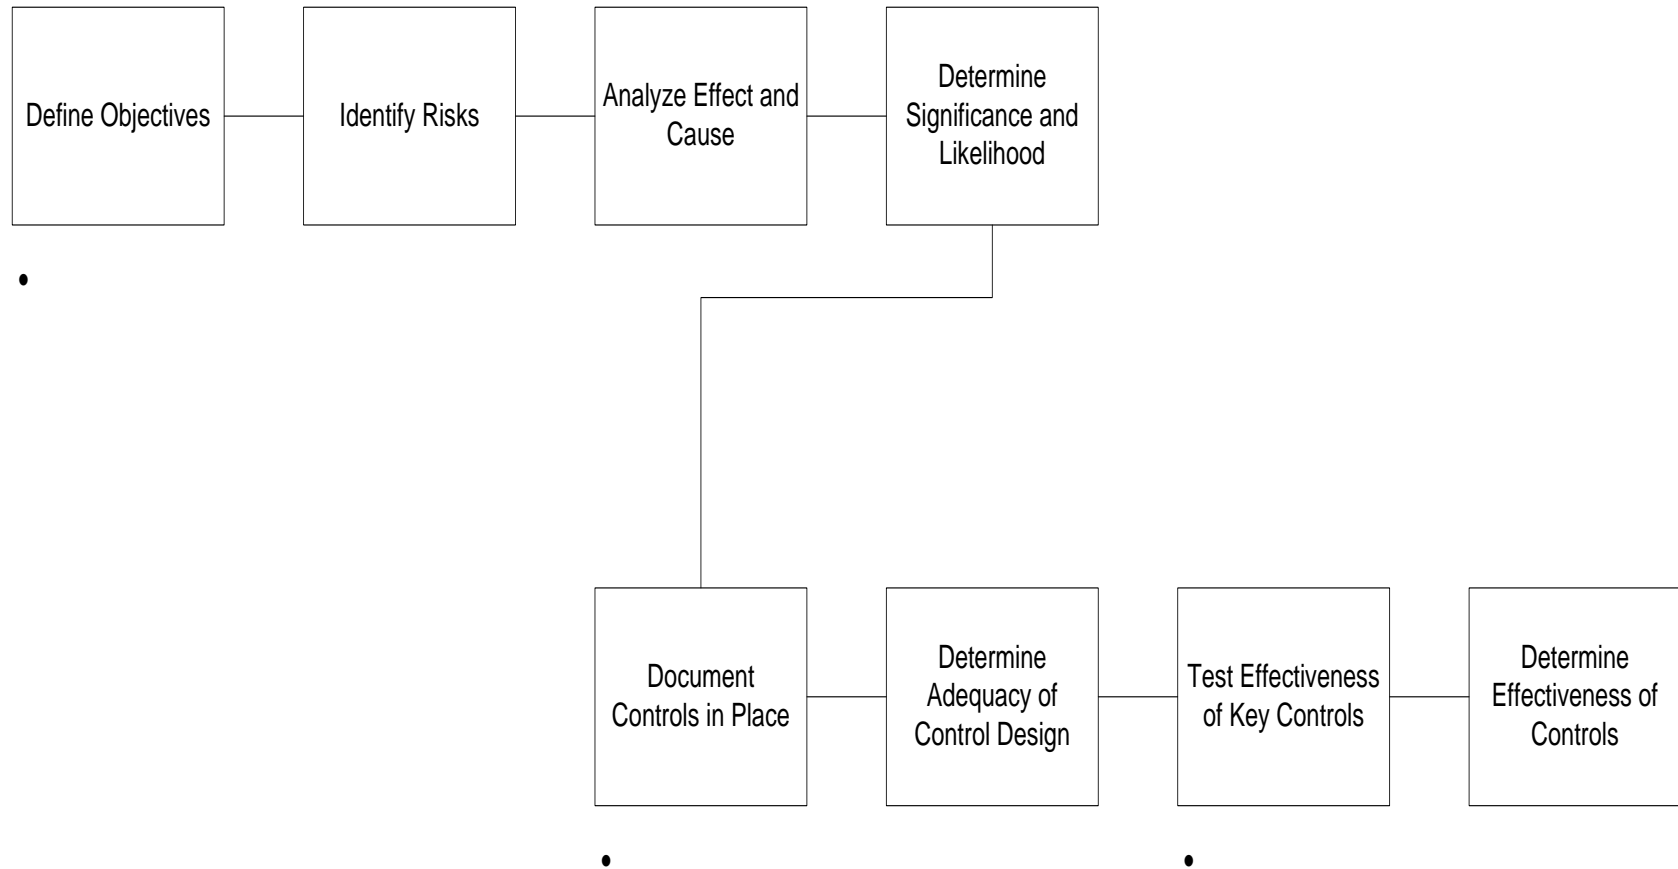 Define Objectives
Identify Risks
Analyze Effect and
Cause
Determine
Significance and
Likelihood
•
Document
Controls in Place
Determine
Adequacy of
Control Design
Test Effectiveness
of Key Controls
Determine
Effectiveness of
Controls
•
•